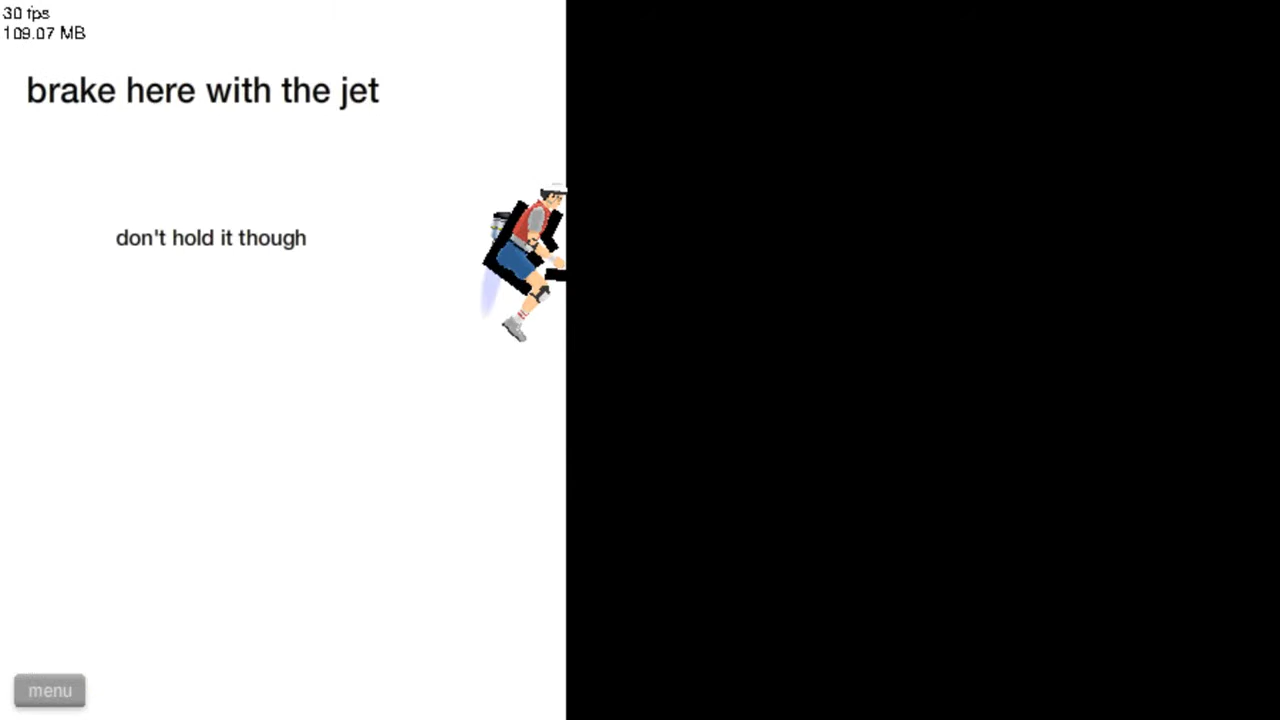 30 fps
109.07 MB
brake here with the jet
don't hold it though
menu